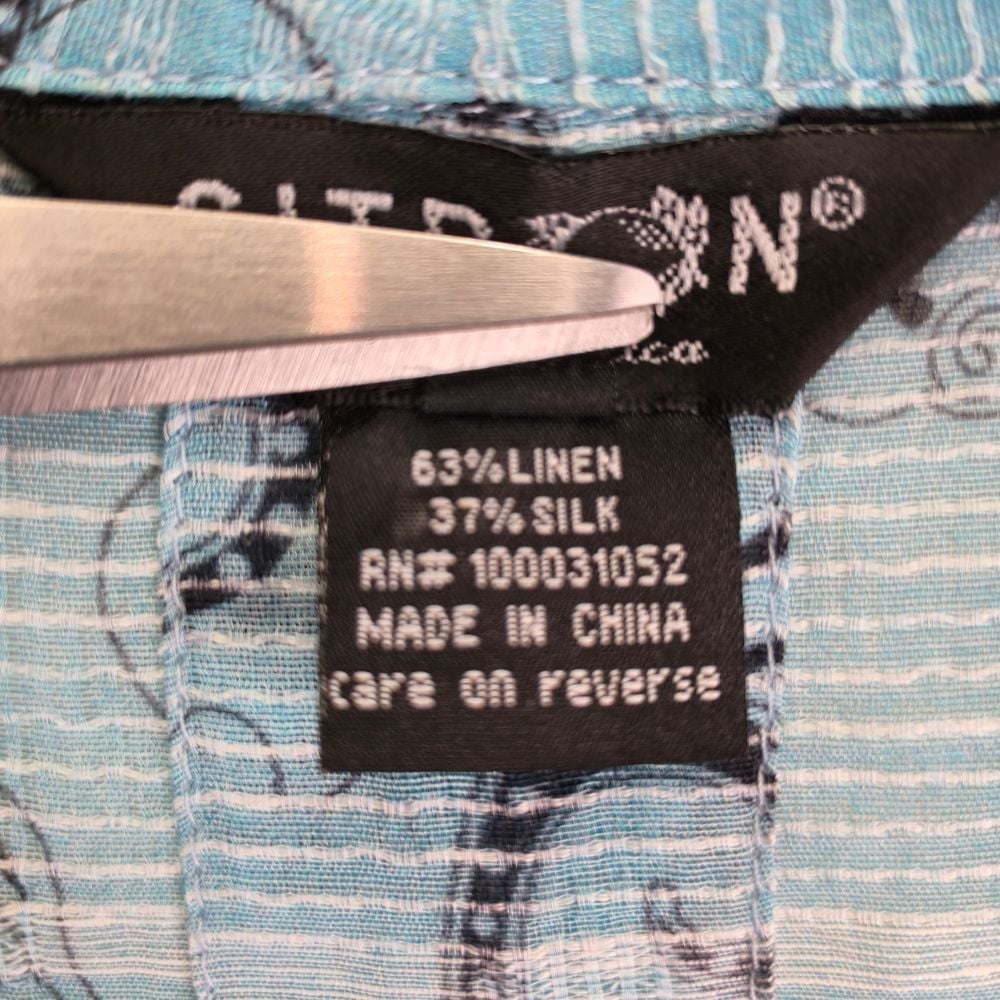 63%LINEN
37%SILK
RN# 100031052
MADE IN CHINA
care on reverse